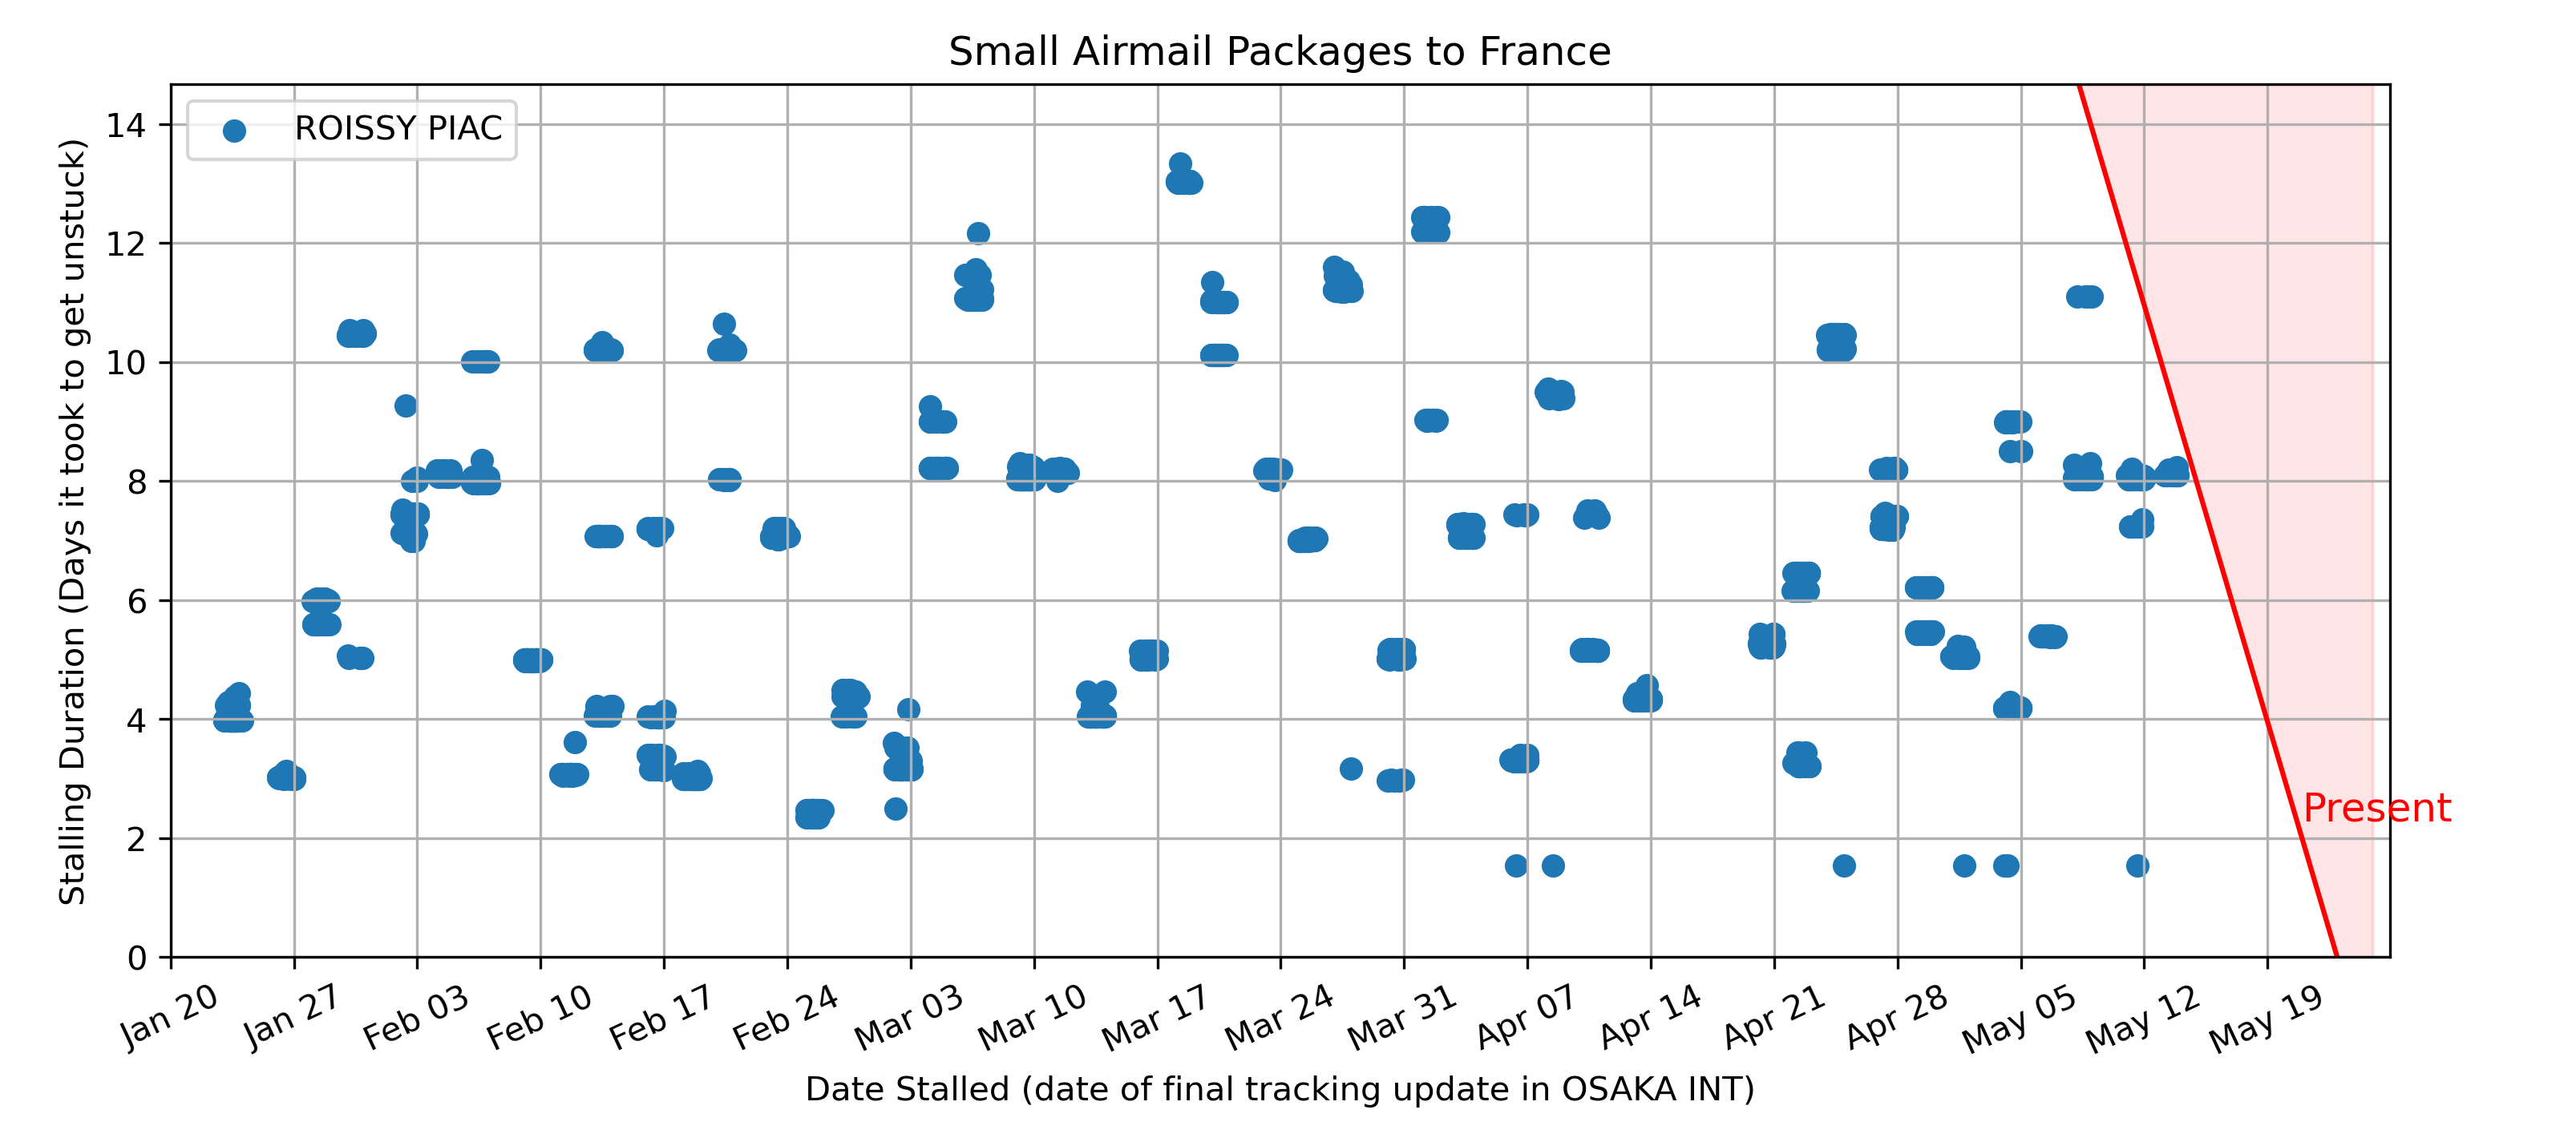 Small Airmail Packages to France
ROISSY PIAC
Stalling Duration (Days it took to get unstuck)
14
12
10
8
6
4
2
0
Present
Jan 20
Jan 27
Feb 03
Feb 10
Feb 17
Feb 24
Mar 03
Mar 10
Mar 17
Mar 24
Mar 31
Apr 07
Apr 14
Apr 21
Apr 28
May 05
May 12
May 19
Date Stalled (date of final tracking update in OSAKA INT)